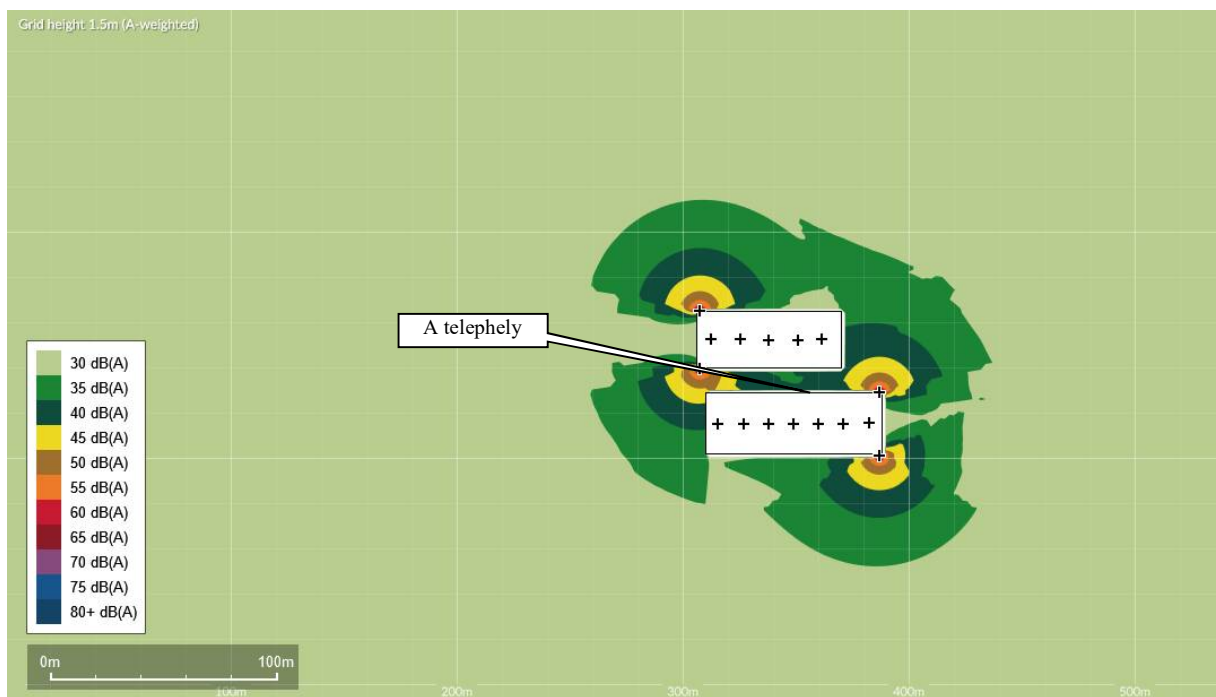 Grid height 1.5m (A-weighted)
A telephely
30 dB(A)
35 dB(A)
40 dB(A)
45 dB(A)
50 dB(A)
55 dB(A)
60 dB(A)
65 dB(A)
70 dB(A)
75 dB(A)
80+ dB(A)
0m 100m
100m 200m 300m 400m 500m